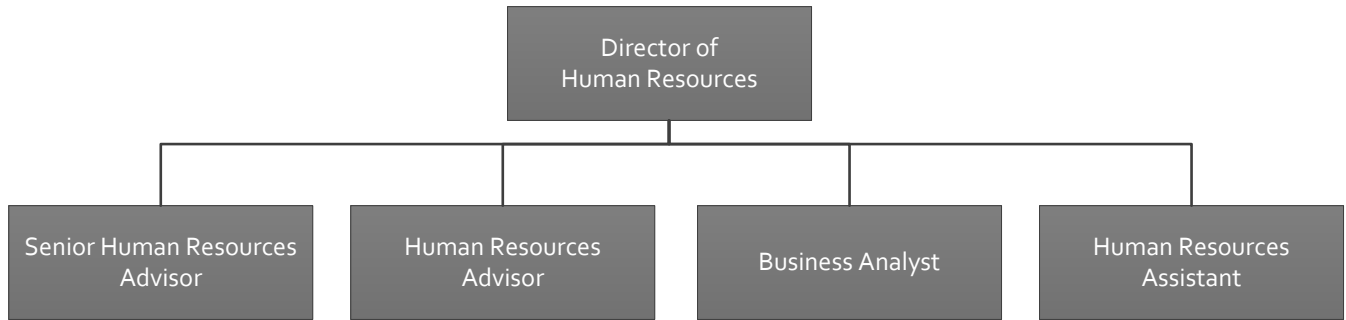 Director of
Human Resources
Senior Human Resources
Advisor
Human Resources
Advisor
Business Analyst
Human Resources
Assistant